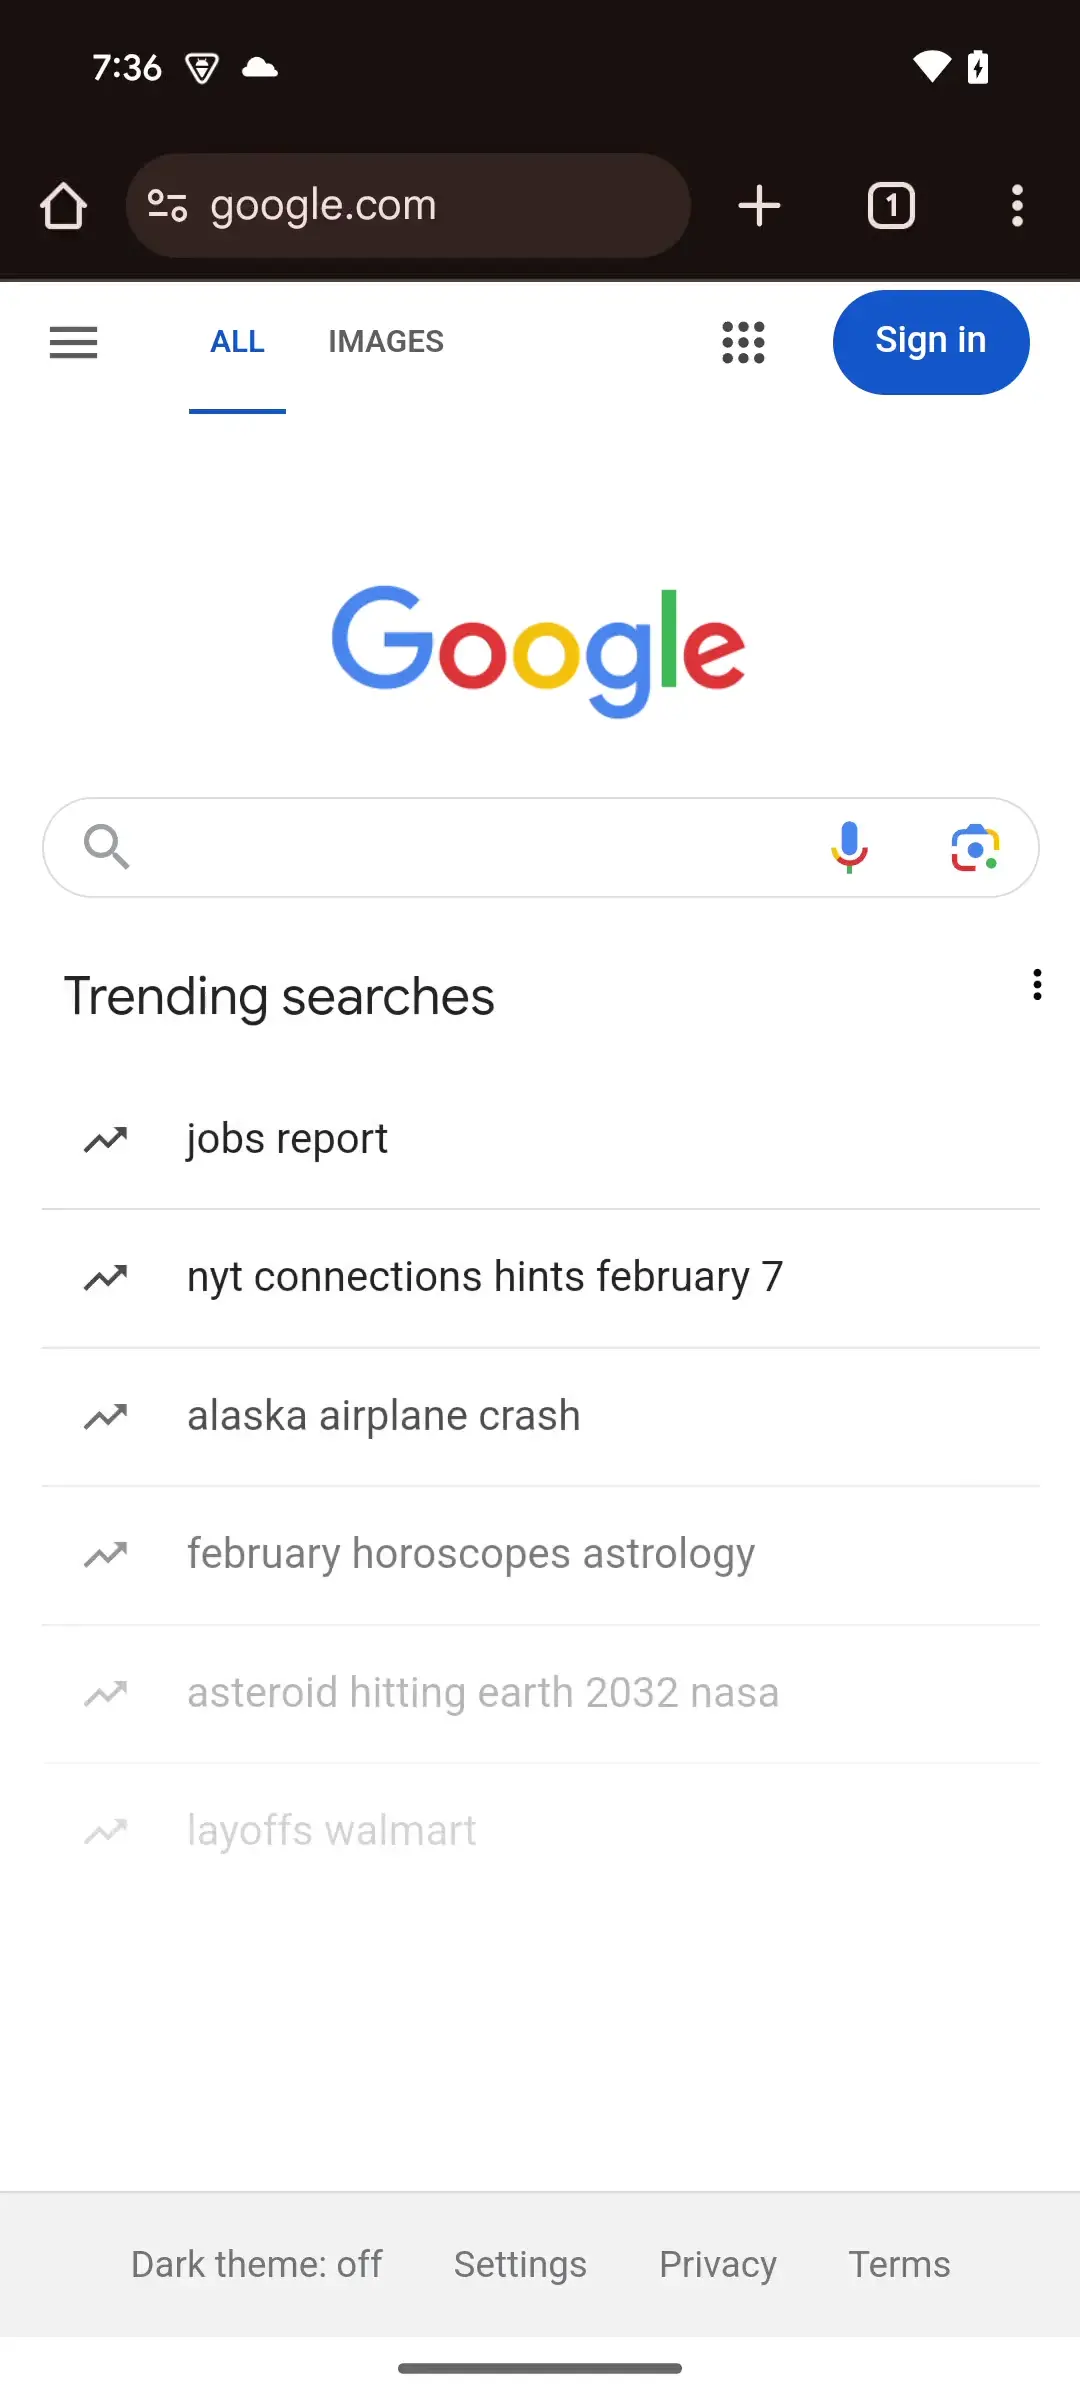 7:36
google.com
1
ALL IMAGES Sign in
Google
Trending searches
jobs report
nyt connections hints february 7
alaska airplane crash
february horoscopes astrology
asteroid hitting earth 2032 nasa
layoffs walmart
Dark theme: off Settings Privacy Terms